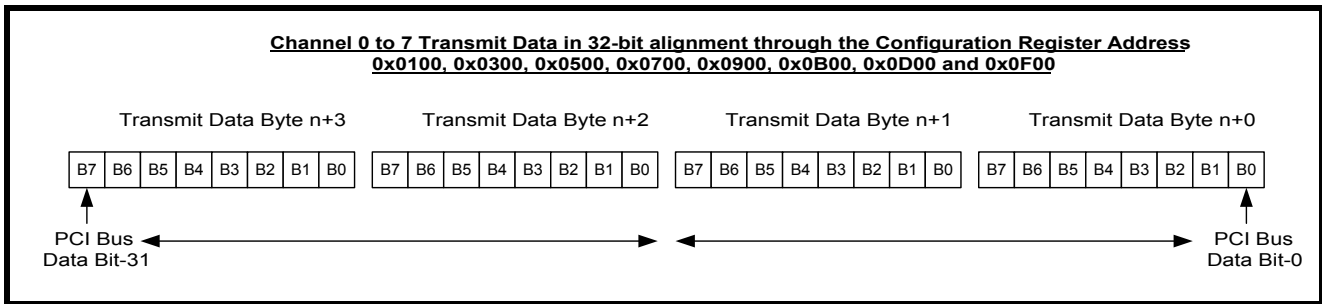 Channel 0 to 7 Transmit Data in 32-bit alignment through the Configuration Register Address
0x0100, 0x0300, 0x0500, 0x0700, 0x0900, 0x0B00, 0x0D00 and 0x0F00
Transmit Data Byte n+3 Transmit Data Byte n+2 Transmit Data Byte n+1 Transmit Data Byte n+0
B7 B6 B5 B4 B3 B2 B1 B0 B7 B6 B5 B4 B3 B2 B1 B0 B7 B6 B5 B4 B3 B2 B1 B0 B7 B6 B5 B4 B3 B2 B1 B0
PCI Bus PCI Bus
Data Bit-31 Data Bit-0